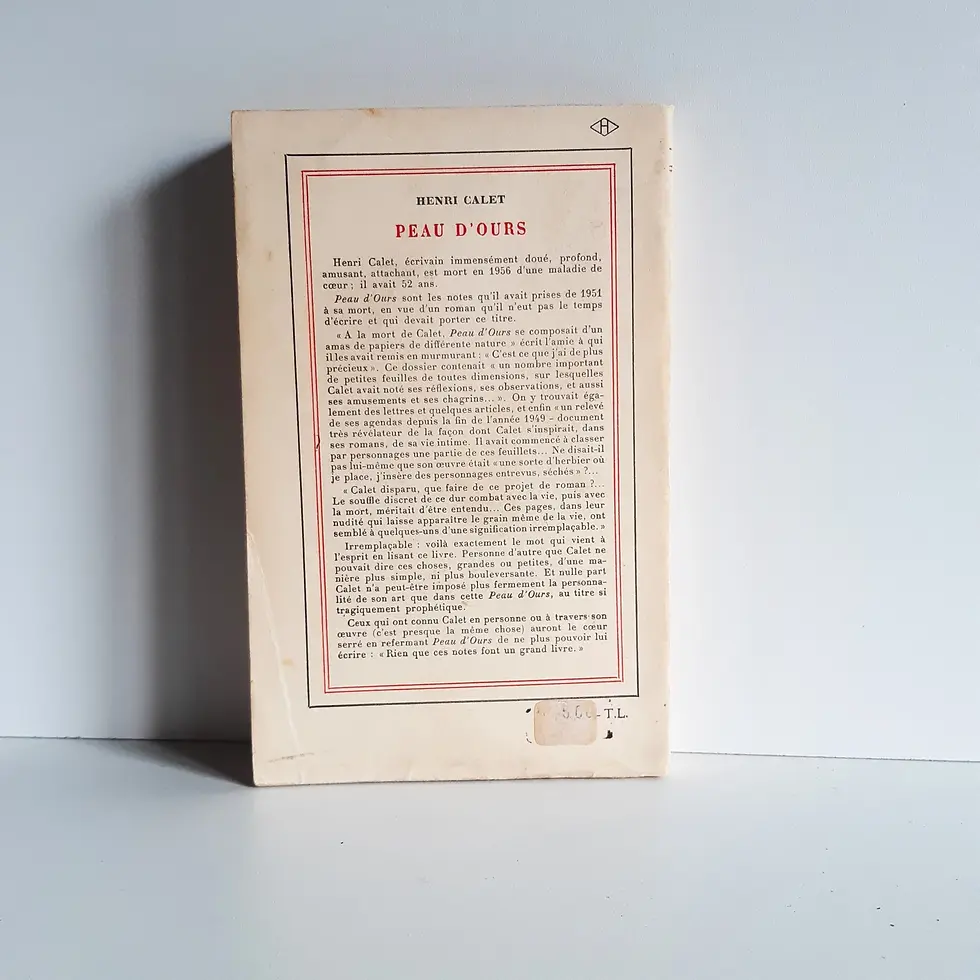 H
HENRI CALET
PEAU D'OURS
Henri Calet, écrivain immensément doué, profond,
amusant, attachant, est mort en 1956 d'une maladie de
cœur ; il avait 52 ans.
Peau d'Ours sont les notes qu'il avait prises de 1951
à sa mort, en vue d'un roman qu'il n'eut pas le temps
d'écrire et qui devait porter ce titre.
« A la mort de Calet, Peau d'Ours se composait d'un
amas de papiers de différente nature » écrit l'amie à qui
il les avait remis en murmurant : « C'est ce que j'ai de plus
précieux ». Ce dossier contenait « un nombre important
de petites feuilles de toutes dimensions, sur lesquelles
Calet avait noté ses réflexions, ses observations, et aussi
ses amusements et ses chagrins... ». On y trouvait éga-
lement des lettres et quelques articles, et enfin « un relevé
de ses agendas depuis la fin de l'année 1949 - document
très révélateur de la façon dont Calet s'inspirait, dans
ses romans, de sa vie intime. Il avait commencé à classer
par personnages une partie de ces feuillets... Ne disait-il
pas lui-même que son œuvre était « une sorte d'herbier où
je place, j'insère des personnages entrevus, séchés » ?...
« Calet disparu, que faire de ce projet de roman ?...
Le souffle discret de ce dur combat avec la vie, puis avec
la mort, méritait d'être entendu... Ces pages, dans leur
nudité qui laisse apparaître le grain même de la vie, ont
semblé à quelques-uns d'une signification irremplaçable. »
Irremplaçable : voilà exactement le mot qui vient à
l'esprit en lisant ce livre. Personne d'autre que Calet ne
pouvait dire ces choses, grandes ou petites, d'une ma-
nière plus simple, ni plus bouleversante. Et nulle part
Calet n'a peut-être imposé plus fermement la personna-
lité de son art que dans cette Peau d'Ours, au titre si
tragiquement prophétique.
Ceux qui ont connu Calet en personne ou à travers son
œuvre (c'est presque la même chose) auront le cœur
serré en refermant Peau d'Ours de ne plus pouvoir lui
écrire : « Rien que ces notes font un grand livre. »
T.L.